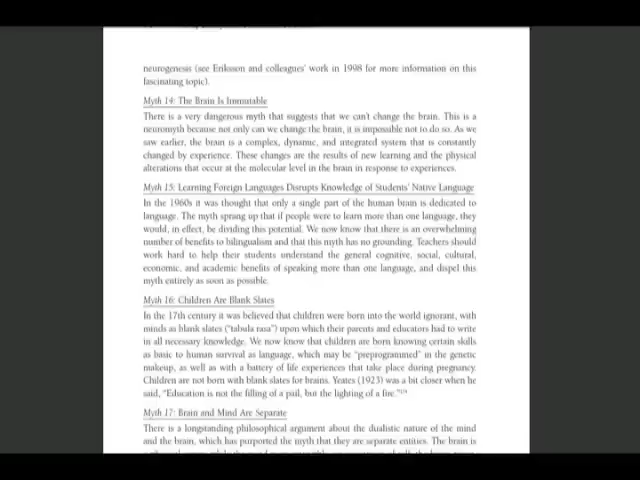 neurogenesis (see Eriksson and colleagues' work in 1998 for more information on this
fascinating topic).
Myth 14: The Brain Is Immutable
There is a very dangerous myth that suggests that we can't change the brain. This is a
neuromyth because not only can we change the brain, it is impossible not to do so. As we
saw earlier, the brain is a complex, dynamic, and integrated system that is constantly
changed by experience. These changes are the results of new learning and the physical
alterations that occur at the molecular level in the brain in response to experiences.
Myth 15: Learning Foreign Languages Disrupts Knowledge of Students' Native Language
In the 1960s it was thought that only a single part of the human brain is dedicated to
language. The myth sprang up that if people were to learn more than one language, they
would, in effect, be dividing this potential. We now know that there is an overwhelming
number of benefits to bilingualism and that this myth has no grounding. Teachers should
work hard to help their students understand the general cognitive, social, cultural,
economic, and academic benefits of speaking more than one language, and dispel this
myth entirely as soon as possible.
Myth 16: Children Are Blank Slates
In the 17th century it was believed that children were born into the world ignorant, with
minds as blank slates ("tabula rasa") upon which their parents and educators had to write
in all necessary knowledge. We now know that children are born knowing certain skills
as basic to human survival as language, which may be "preprogrammed" in the genetic
makeup, as well as with a battery of life experiences that take place during pregnancy.
Children are not born with blank slates for brains. Yeates (1923) was a bit closer when he
said, "Education is not the filling of a pail, but the lighting of a fire."
Myth 17: Brain and Mind Are Separate
There is a longstanding philosophical argument about the dualistic nature of the mind
and the brain, which has purported the myth that they are separate entities. The brain is